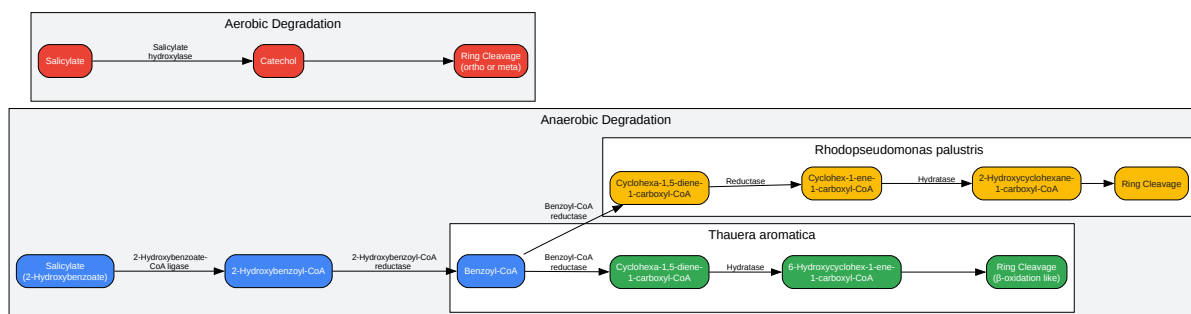 Aerobic Degradation
Salicylate
Salicylate
hydroxylase
Catechol
Ring Cleavage
(ortho or meta)
Anaerobic Degradation
Rhodopseudomonas palustris
Cyclohexa-1,5-diene-
1-carboxyl-CoA
Reductase
Cyclohex-1-ene-
1-carboxyl-CoA
Hydratase
2-Hydroxycyclohexane-
1-carboxyl-CoA
Ring Cleavage
Benzoyl-CoA
reductase
Thauera aromatica
Salicylate
(2-Hydroxybenzoate)
2-Hydroxybenzoate-
CoA ligase
2-Hydroxybenzoyl-CoA
2-Hydroxybenzoyl-CoA
reductase
Benzoyl-CoA
Benzoyl-CoA
reductase
Cyclohexa-1,5-diene-
1-carboxyl-CoA
Hydratase
6-Hydroxycyclohex-1-ene-
1-carboxyl-CoA
Ring Cleavage
(β-oxidation like)